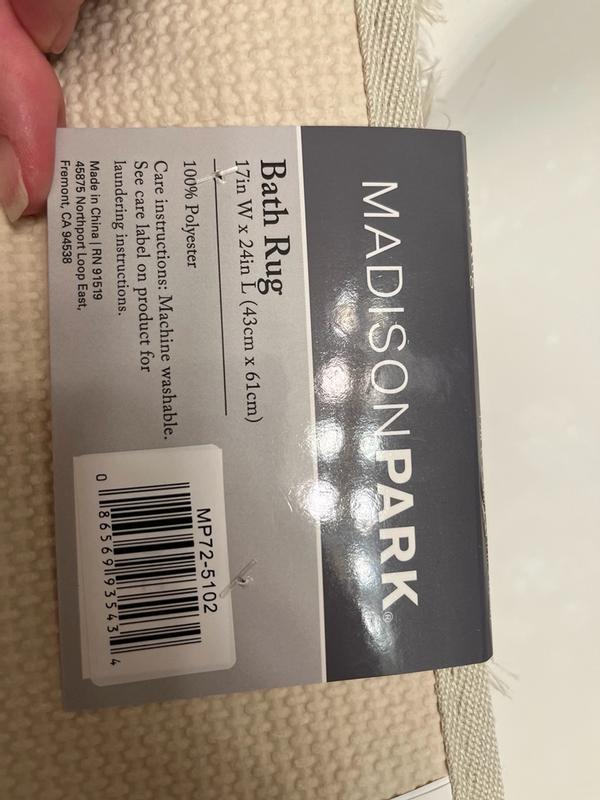 MADISONPARK®
Bath Rug
17in W x 24in L (43cm x 61cm)
100% Polyester
Care instructions: Machine washable.
See care label on product for
laundering instructions.
Made in China | RN 91519
45875 Northport Loop East,
Fremont, CA 94538
MP72-5102
0 86569 93543 4